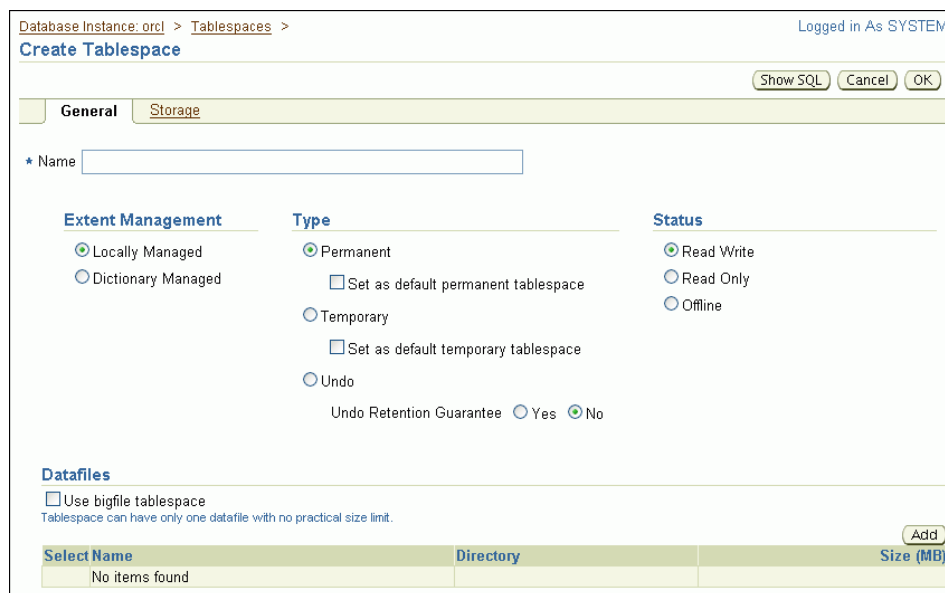 Database Instance: orcl > Tablespaces >
Logged in As SYSTEM
Create Tablespace
Show SQL Cancel OK
General Storage
★ Name
Extent Management
Locally Managed
Dictionary Managed
Type
Permanent
Set as default permanent tablespace
Temporary
Set as default temporary tablespace
Undo
Undo Retention Guarantee Yes No
Status
Read Write
Read Only
Offline
Datafiles
Use bigfile tablespace
Tablespace can have only one datafile with no practical size limit.
Add
Select Name Directory Size (MB)
No items found